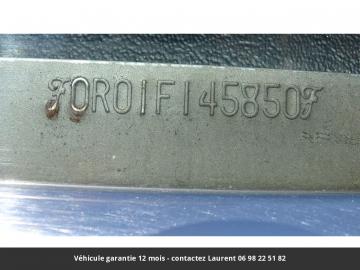 F0R01F145850F
Véhicule garantie 12 mois - contactez Laurent 06 98 22 51 82